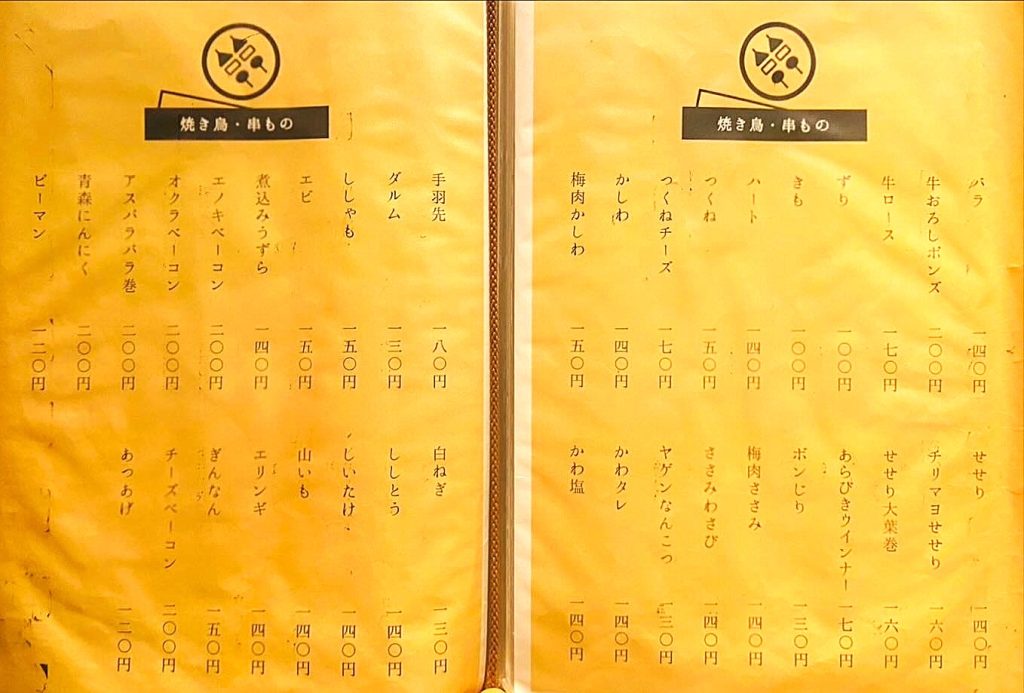 焼き鳥・串もの
バラ 一四〇円
牛おろしポンズ 二〇〇円
牛ロース 一七〇円
ずり 一〇〇円
きも 一〇〇円
ハート 一四〇円
つくね 一五〇円
つくねチーズ 一七〇円
かしわ 一四〇円
梅肉かしわ 一五〇円
せせり 一四〇円
チリマヨせせり 一六〇円
せせり大葉巻 一六〇円
あらびきウインナー 一七〇円
ボンじり 一三〇円
梅肉ささみ 一四〇円
ささみわさび 一四〇円
ヤゲンなんこつ 一三〇円
かわタレ 一四〇円
かわ塩 一四〇円
焼き鳥・串もの
手羽先 一八〇円
ダルム 一三〇円
ししゃも 一五〇円
エビ 一五〇円
煮込みうずら 一四〇円
エノキベーコン 二〇〇円
オクラベーコン 二〇〇円
アスパラバラ巻 二〇〇円
青森にんにく 二〇〇円
ピーマン 一二〇円
白ねぎ 一三〇円
ししとう 一四〇円
しいたけ 一四〇円
山いも 一四〇円
エリンギ 一四〇円
ぎんなん 一五〇円
チーズベーコン 二〇〇円
あつあげ 一二〇円